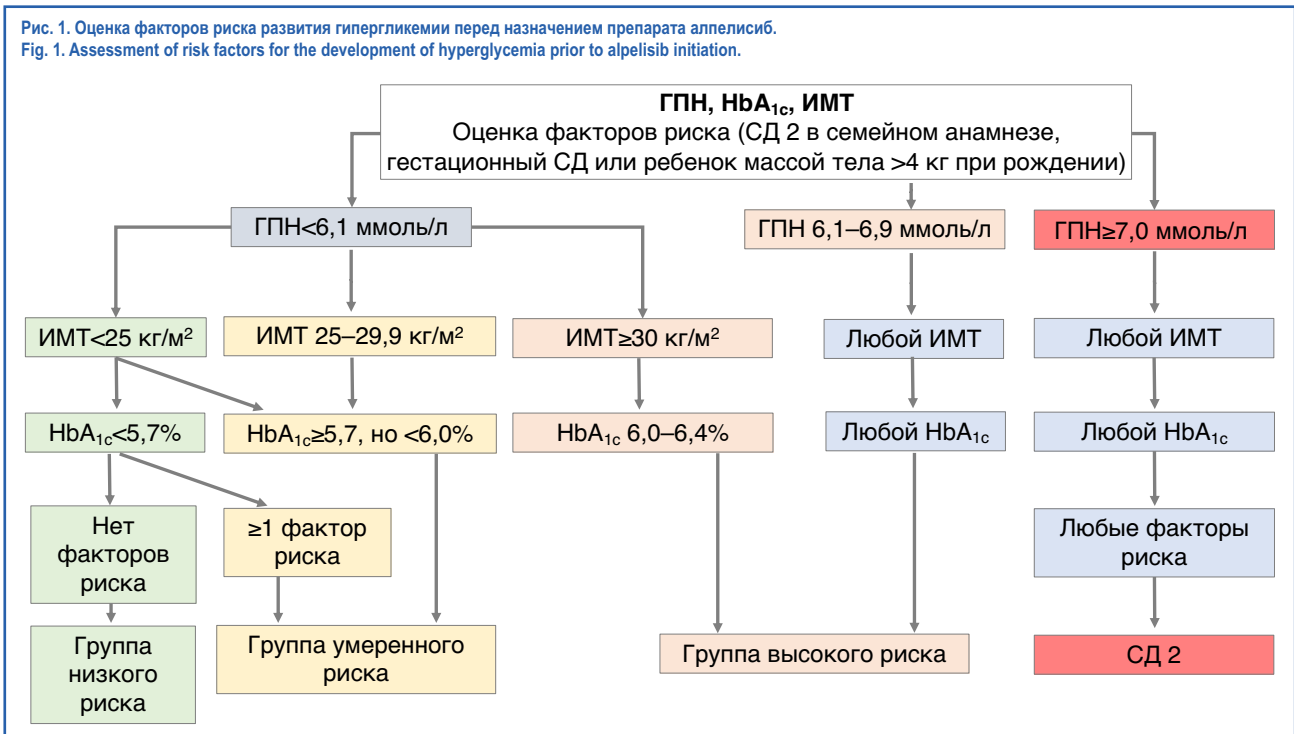 Рис. 1. Оценка факторов риска развития гипергликемии перед назначением препарата алпелисиб.
Fig. 1. Assessment of risk factors for the development of hyperglycemia prior to alpelisib initiation.
ГПН, HbA1c, ИМТ
Оценка факторов риска (СД 2 в семейном анамнезе,
гестационный СД или ребенок массой тела >4 кг при рождении)
ГПН<6,1 ммоль/л
ГПН 6,1–6,9 ммоль/л
ГПН≥7,0 ммоль/л
ИМТ<25 кг/м²
ИМТ 25–29,9 кг/м²
ИМТ≥30 кг/м²
Любой ИМТ
Любой ИМТ
HbA1c<5,7%
HbA1c≥5,7, но <6,0%
HbA1c 6,0–6,4%
Любой HbA1c
Любой HbA1c
Нет
факторов
риска
≥1 фактор
риска
Любые факторы
риска
Группа
низкого
риска
Группа умеренного
риска
Группа высокого риска
СД 2